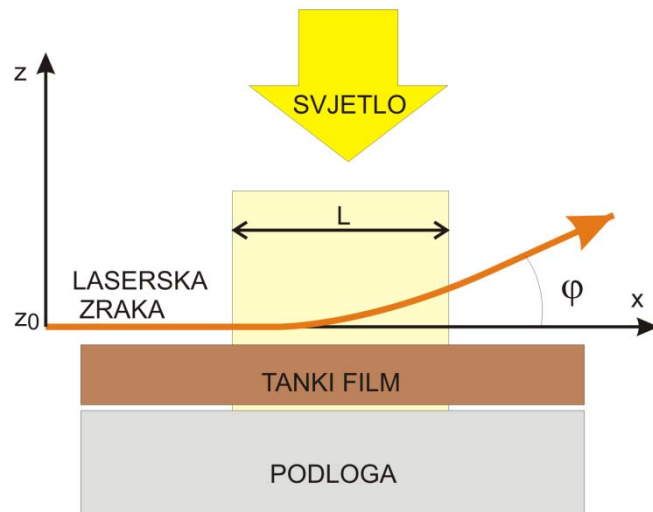 z
SVJETLO
L
LASERSKA
ZRAKA
z0
φ
x
TANKI FILM
PODLOGA